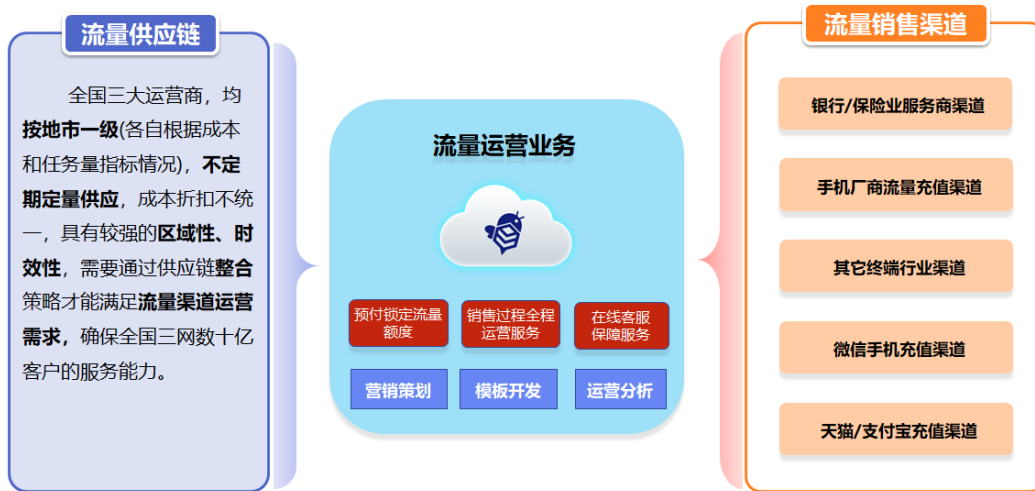 流量供应链
全国三大运营商，均
按地市一级(各自根据成本
和任务量指标情况)，不定
期定量供应，成本折扣不统
一，具有较强的区域性、时
效性，需要通过供应链整合
策略才能满足流量渠道运营
需求，确保全国三网数十亿
客户的服务能力。
流量运营业务
预付锁定流量
额度
销售过程全程
运营服务
在线客服
保障服务
营销策划
模板开发
运营分析
流量销售渠道
银行/保险业服务商渠道
手机厂商流量充值渠道
其它终端行业渠道
微信手机充值渠道
天猫/支付宝充值渠道